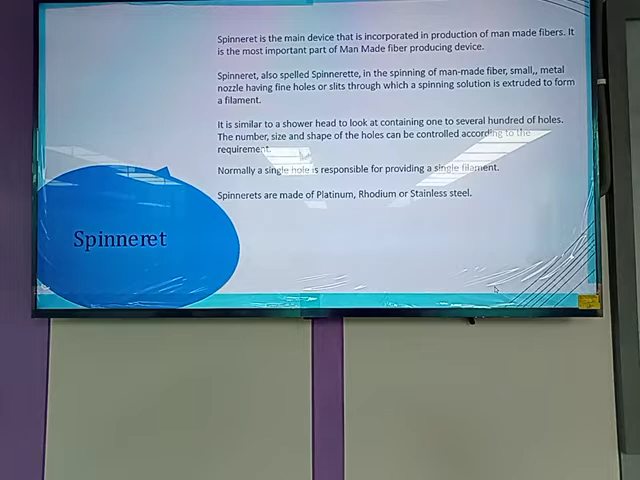 Spinneret is the main device that is incorporated in production of man made fibers. It
is the most important part of Man Made fiber producing device.
Spinneret, also spelled Spinnerette, in the spinning of man-made fiber, small,, metal
nozzle having fine holes or slits through which a spinning solution is extruded to form
a filament.
It is similar to a shower head to look at containing one to several hundred of holes.
The number, size and shape of the holes can be controlled according to the
requirement.
Normally a single hole is responsible for providing a single filament.
Spinnerets are made of Platinum, Rhodium or Stainless steel.
Spinneret